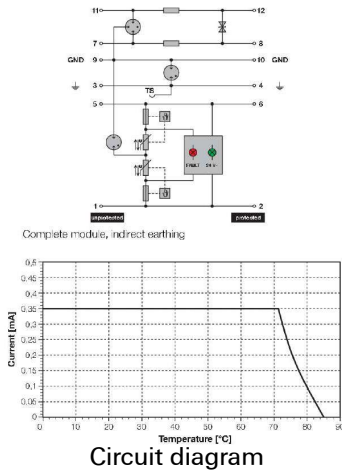 11 12
7 8
GND 9 10 GND
3 4
TS
5 6
FAULT
1 2
unprotected protected
Complete module, indirect earthing
Current [mA]
0,5
0.45
0,4
0.35
0,3
0.25
0,2
0.15
0,1
0.05
0
0 10 20 30 40 50 60 70 80 90
Temperature [°C]
Circuit diagram